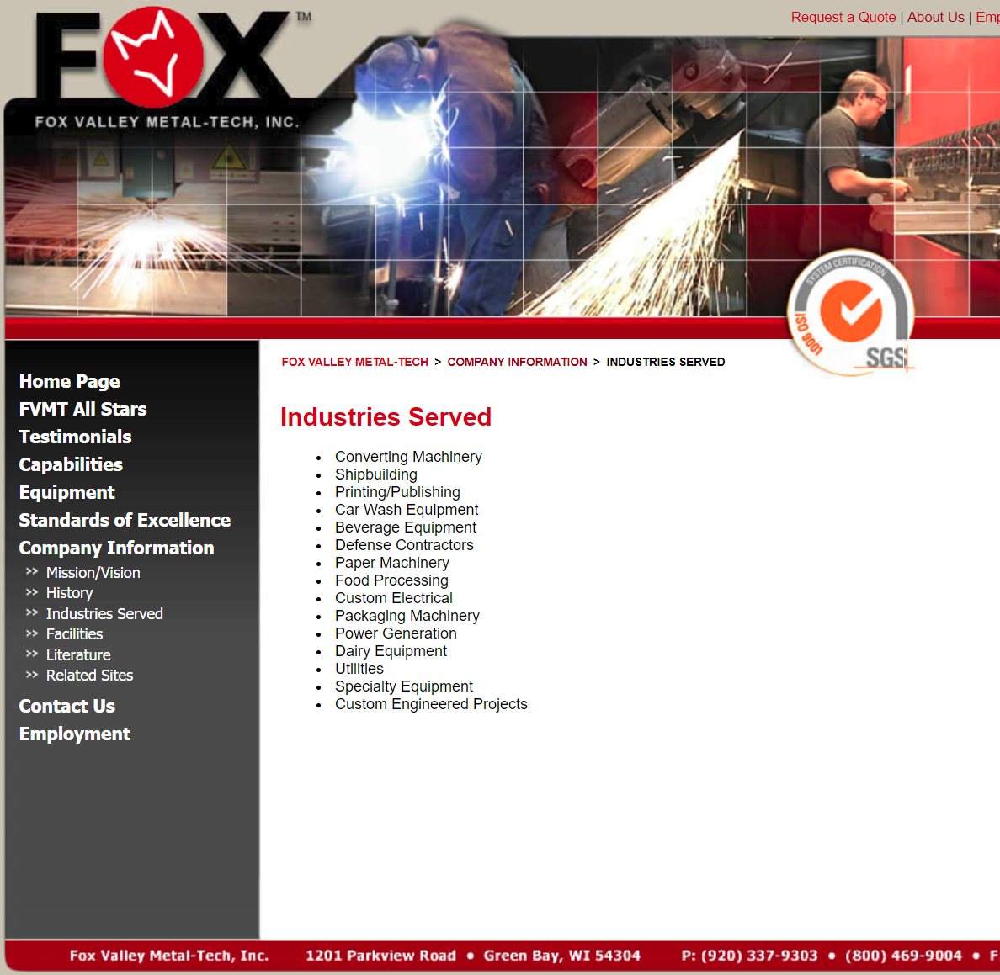 FOX™
FOX VALLEY METAL-TECH, INC.
Request a Quote | About Us |
SYSTEM CERTIFICATION
ISO 9001
SGS
FOX VALLEY METAL-TECH > COMPANY INFORMATION > INDUSTRIES SERVED
Home Page
FVMT All Stars
Testimonials
Capabilities
Equipment
Standards of Excellence
Company Information
>> Mission/Vision
>> History
>> Industries Served
>> Facilities
>> Literature
>> Related Sites
Contact Us
Employment
Industries Served
• Converting Machinery
• Shipbuilding
• Printing/Publishing
• Car Wash Equipment
• Beverage Equipment
• Defense Contractors
• Paper Machinery
• Food Processing
• Custom Electrical
• Packaging Machinery
• Power Generation
• Dairy Equipment
• Utilities
• Specialty Equipment
• Custom Engineered Projects
Fox Valley Metal-Tech, Inc. 1201 Parkview Road • Green Bay, WI 54304 P: (920) 337-9303 • (800) 469-9004 •